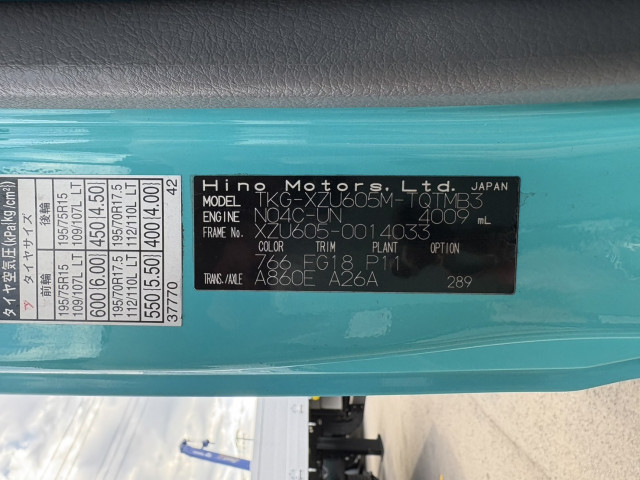 Hino Motors, Ltd. JAPAN
MODEL TKG-XZU605M-TQTMB3
ENGINE N04C-UN 4009 mL
FRAME No. XZU605-0014033
COLOR TRIM PLANT OPTION
766 FG18 P11
TRANS./AXLE A860E A26A 289
タイヤ空気圧(kPa{kg/cm²})
タイヤサイズ
前輪 後輪
195/75R15 109/107L LT 195/75R15 109/107L LT
600{6.00} 450{4.50}
195/70R17.5 112/110L LT 195/70R17.5 112/110L LT
550{5.50} 400{4.00}
37770 42